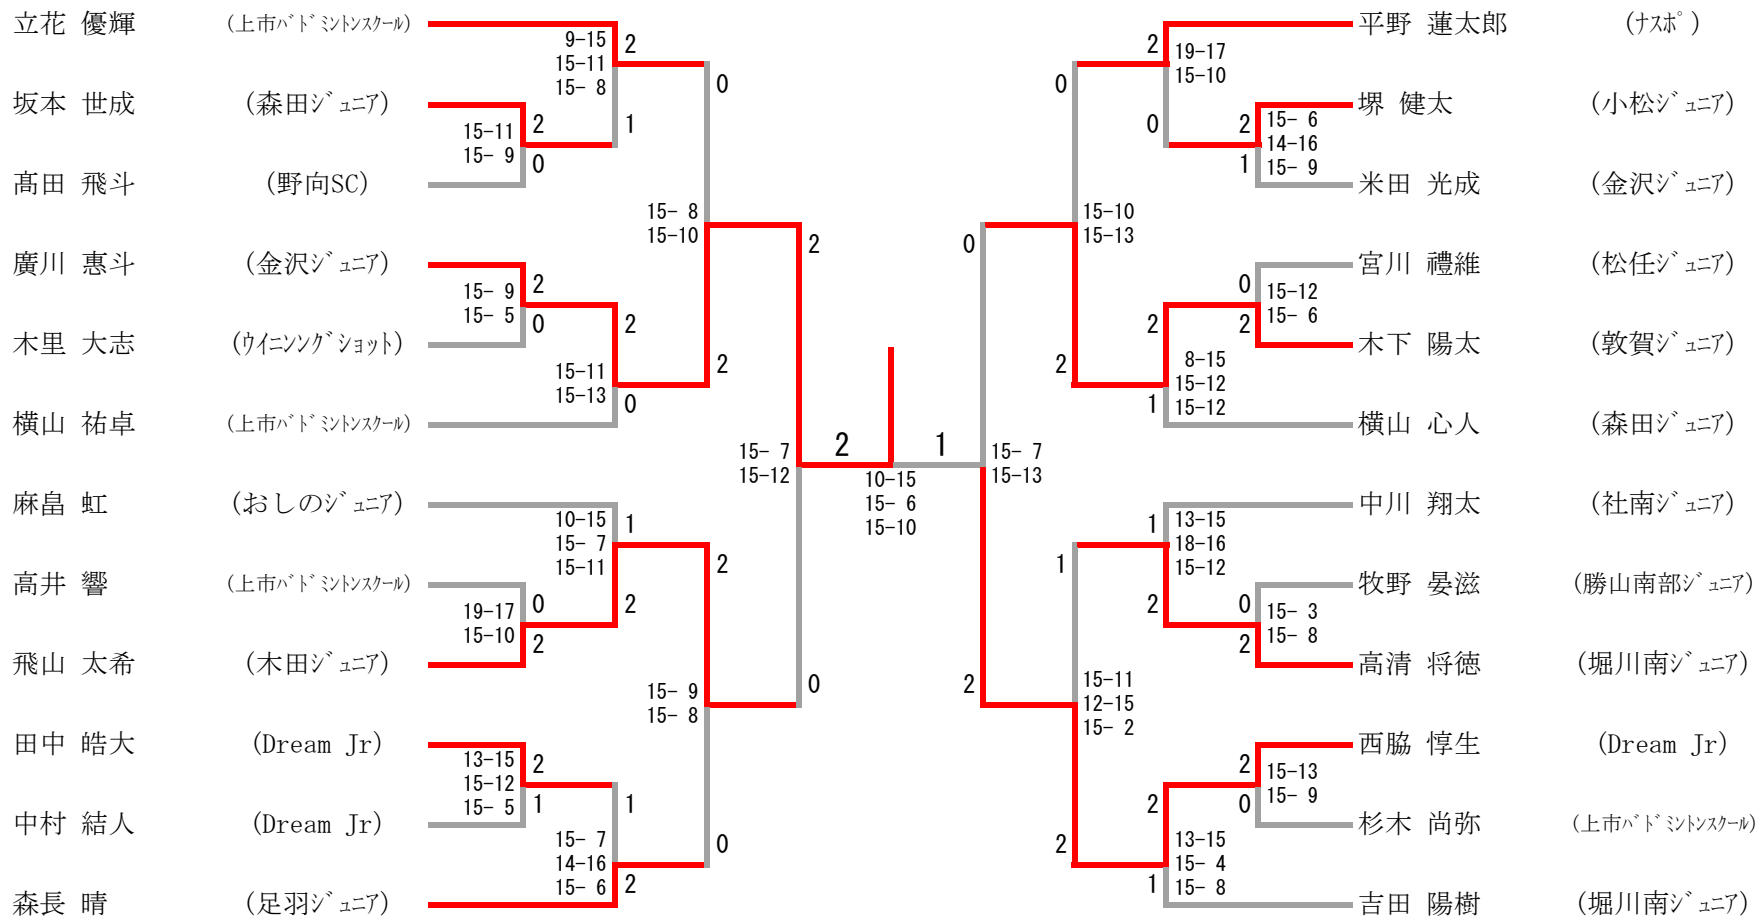 立花 優輝 (上市ﾊﾞﾄﾞﾐﾝﾄﾝｽｸｰﾙ)
9-15 2
15-11
15- 8
0
坂本 世成 (森田ｼﾞｭﾆｱ)
15-11 2
15- 9 0
1
髙田 飛斗 (野向SC)
15- 8
15-10
2
廣川 惠斗 (金沢ｼﾞｭﾆｱ)
15- 9 2
15- 5 0
2
木里 大志 (ｳｲﾆﾝﾝｸﾞｼｮｯﾄ)
15-11
15-13 0
2
横山 祐卓 (上市ﾊﾞﾄﾞﾐﾝﾄﾝｽｸｰﾙ)
15- 7
15-12
麻畠 虹 (おしのｼﾞｭﾆｱ)
10-15 1
15- 7
15-11
2
高井 響 (上市ﾊﾞﾄﾞﾐﾝﾄﾝｽｸｰﾙ)
19-17 0
15-10 2
2
飛山 太希 (木田ｼﾞｭﾆｱ)
15- 9
15- 8
0
田中 皓大 (Dream Jr)
13-15 2
15-12
15- 5 1
1
中村 結人 (Dream Jr)
15- 7
14-16
15- 6 2
0
森長 晴 (足羽ｼﾞｭﾆｱ)
2 1
10-15
15- 6
15-10
平野 蓮太郎 (ﾅｽﾎﾟ)
2 19-17
15-10
0
堺 健太 (小松ｼﾞｭﾆｱ)
0
2 15- 6
14-16
1 15- 9
米田 光成 (金沢ｼﾞｭﾆｱ)
15-10
15-13
0
宮川 禮維 (松任ｼﾞｭﾆｱ)
0 15-12
2 15- 6
2
木下 陽太 (敦賀ｼﾞｭﾆｱ)
2
8-15
15-12
1 15-12
横山 心人 (森田ｼﾞｭﾆｱ)
15- 7
15-13
中川 翔太 (社南ｼﾞｭﾆｱ)
1 13-15
18-16
15-12
1
牧野 晏滋 (勝山南部ｼﾞｭﾆｱ)
2
0 15- 3
2 15- 8
高清 将徳 (堀川南ｼﾞｭﾆｱ)
2
15-11
12-15
15- 2
西脇 惇生 (Dream Jr)
2 15-13
0 15- 9
2
杉木 尚弥 (上市ﾊﾞﾄﾞﾐﾝﾄﾝｽｸｰﾙ)
2
13-15
15- 4
1 15- 8
吉田 陽樹 (堀川南ｼﾞｭﾆｱ)